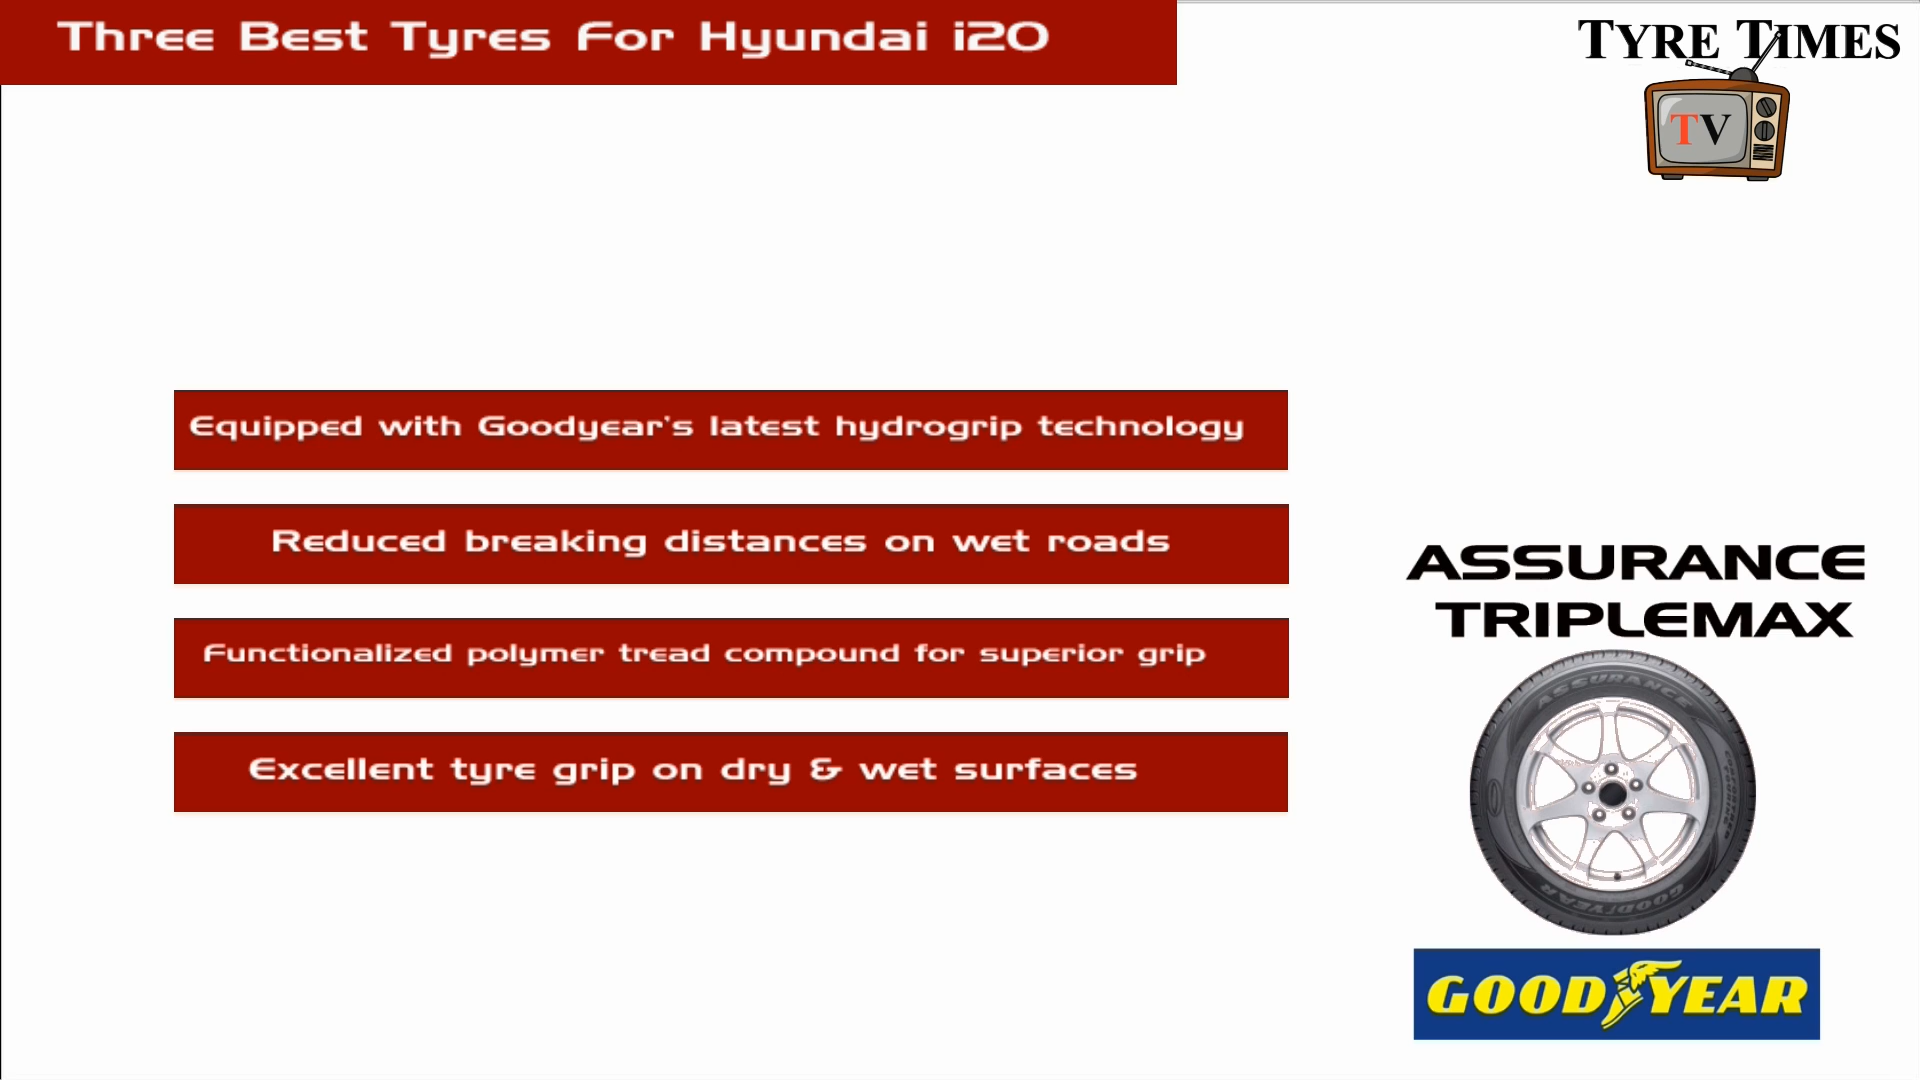 Three Best Tyres For Hyundai i20
TYRE TIMES
TV
Equipped with Goodyear's latest hydrogrip technology
Reduced breaking distances on wet roads
Functionalized polymer tread compound for superior grip
Excellent tyre grip on dry & wet surfaces
ASSURANCE
TRIPLEMAX
ASSURANCE
GOODYEAR
GOODYEAR